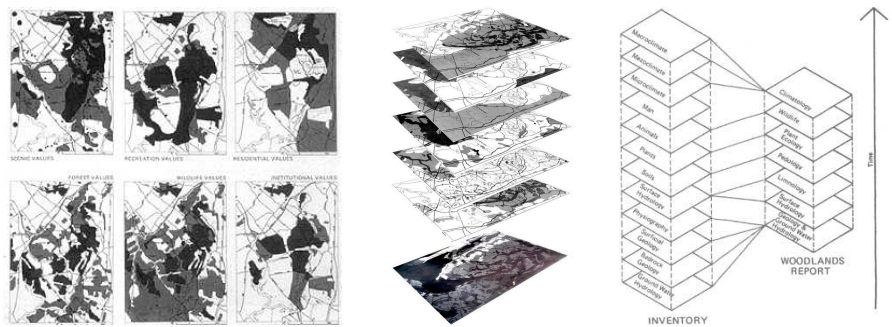 SCENIC VALUES
RECREATION VALUES
RESIDENTIAL VALUES
FOREST VALUES
WILDLIFE VALUES
INSTITUTIONAL VALUES
Macroclimate
Mezoclimate
Microclimate
Man
Animals
Plants
Soils
Surface
Hydrology
Physiography
Surficial
Geology
Bedrock
Geology
Ground Water
Hydrology
INVENTORY
Climatology
Wildlife
Plant
Ecology
Pedology
Limnology
Surface
Hydrology
Geology &
Ground Water
Hydrology
WOODLANDS
REPORT
Time